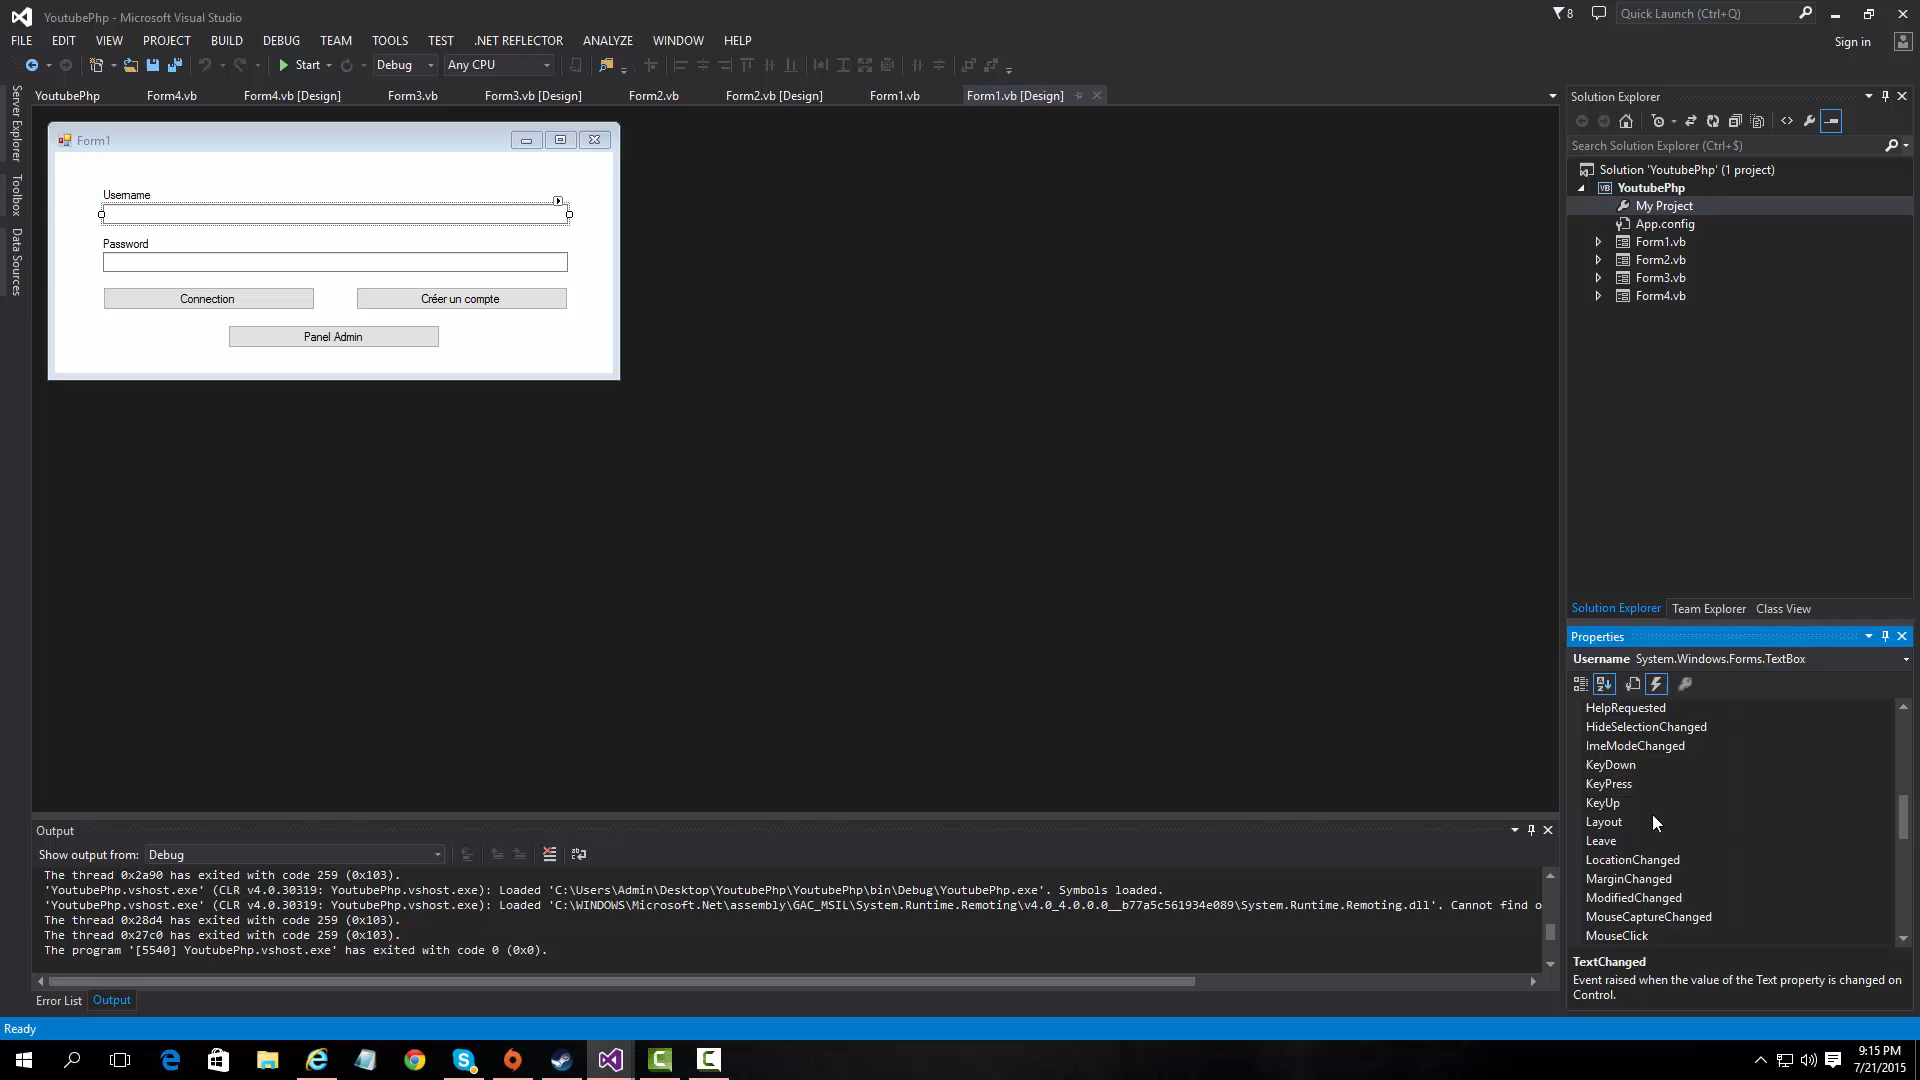 YoutubePhp - Microsoft Visual Studio
8
Quick Launch (Ctrl+Q)
FILE EDIT VIEW PROJECT BUILD DEBUG TEAM TOOLS TEST .NET REFLECTOR ANALYZE WINDOW HELP
Sign in
Start Debug Any CPU
YoutubePhp Form4.vb Form4.vb [Design] Form3.vb Form3.vb [Design] Form2.vb Form2.vb [Design] Form1.vb Form1.vb [Design]
Server Explorer
Toolbox
Data Sources
Form1
Username
Password
Connection Créer un compte
Panel Admin
Solution Explorer
Search Solution Explorer (Ctrl+$)
Solution 'YoutubePhp' (1 project)
VB YoutubePhp
My Project
App.config
Form1.vb
Form2.vb
Form3.vb
Form4.vb
Solution Explorer Team Explorer Class View
Properties
Username System.Windows.Forms.TextBox
HelpRequested
HideSelectionChanged
ImeModeChanged
KeyDown
KeyPress
KeyUp
Layout
Leave
LocationChanged
MarginChanged
ModifiedChanged
MouseCaptureChanged
MouseClick
TextChanged
Event raised when the value of the Text property is changed on
Control.
Output
Show output from: Debug
The thread 0x2a90 has exited with code 259 (0x103).
'YoutubePhp.vshost.exe' (CLR v4.0.30319: YoutubePhp.vshost.exe): Loaded 'C:\Users\Admin\Desktop\YoutubePhp\YoutubePhp\bin\Debug\YoutubePhp.exe'. Symbols loaded.
'YoutubePhp.vshost.exe' (CLR v4.0.30319: YoutubePhp.vshost.exe): Loaded 'C:\WINDOWS\Microsoft.Net\assembly\GAC_MSIL\System.Runtime.Remoting\v4.0_4.0.0.0__b77a5c561934e089\System.Runtime.Remoting.dll'. Cannot find o
The thread 0x28d4 has exited with code 259 (0x103).
The thread 0x27c0 has exited with code 259 (0x103).
The program '[5540] YoutubePhp.vshost.exe' has exited with code 0 (0x0).
Error List Output
Ready
9:15 PM
7/21/2015